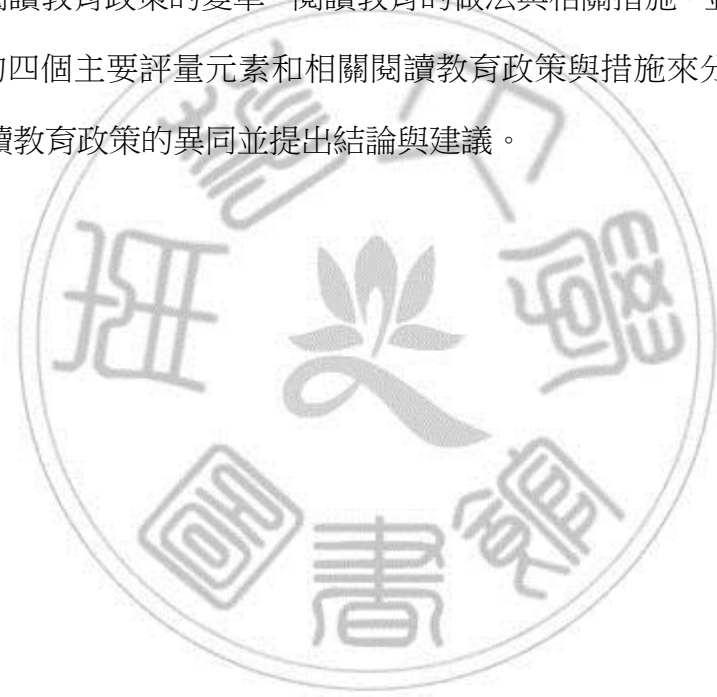 閱讀教育政策的變革、閱讀教育的做法與相關措施、並
的四個主要評量元素和相關閱讀教育政策與措施來分
讀教育政策的異同並提出結論與建議。
書